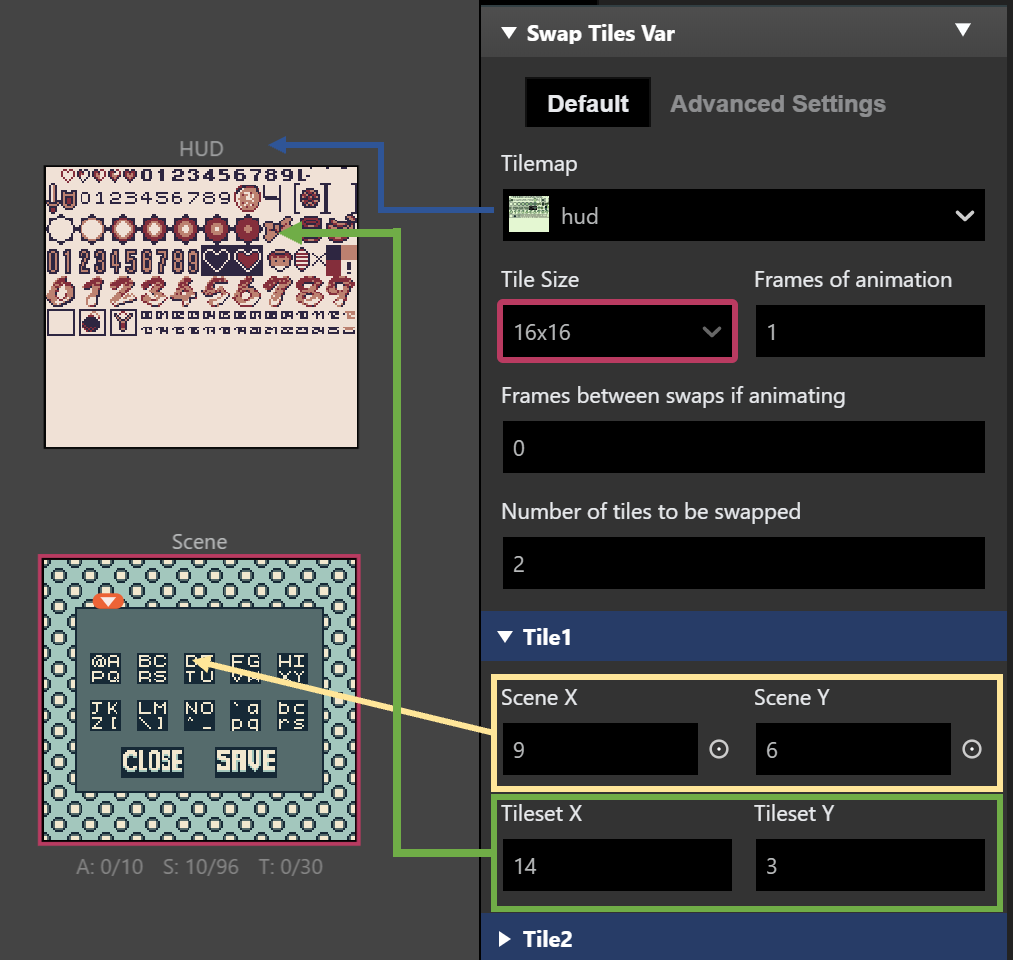 Swap Tiles Var
Default Advanced Settings
HUD
Tilemap
hud
0123456789
0123456789
0123456789
0123456789
Tile Size Frames of animation
16x16 1
Frames between swaps if animating
0
Number of tiles to be swapped
2
Scene
@A BC FG HI
PQ RS TU XY
JK LM NO `a bc
Z[ \] ^_ pq rs
CLOSE SAVE
A: 0/10 S: 10/96 T: 0/30
Tile1
Scene X Scene Y
9 6
Tileset X Tileset Y
14 3
Tile2